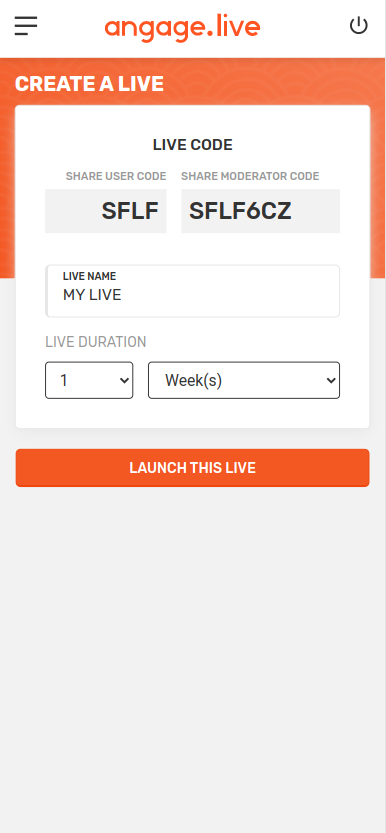 angage.live
CREATE A LIVE
LIVE CODE
SHARE USER CODE SHARE MODERATOR CODE
SFLF SFLF6CZ
LIVE NAME
MY LIVE
LIVE DURATION
1 Week(s)
LAUNCH THIS LIVE